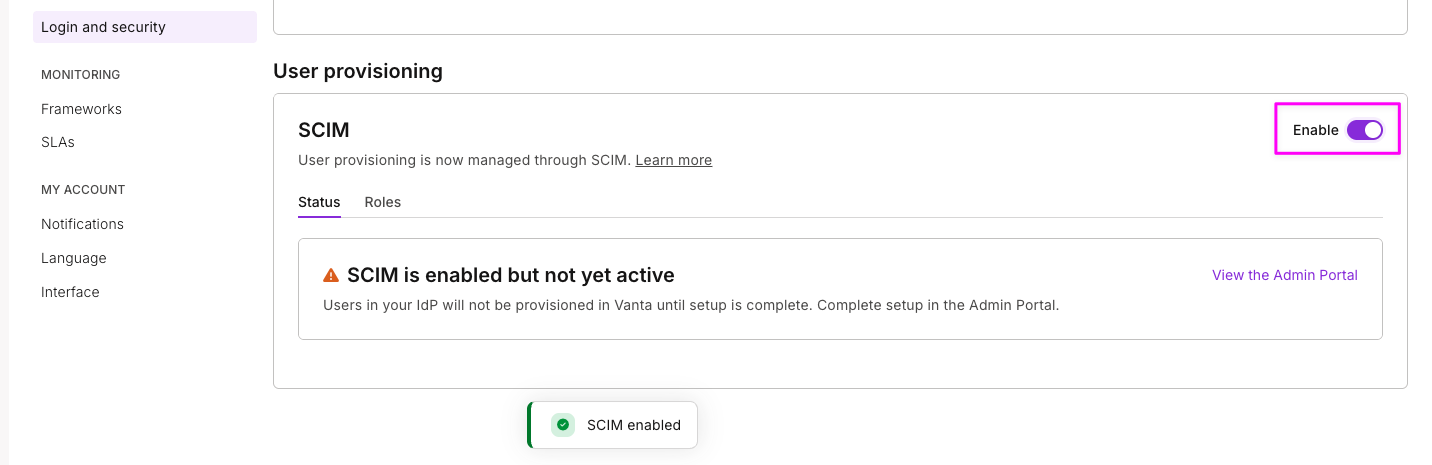 Login and security
MONITORING
Frameworks
SLAs
MY ACCOUNT
Notifications
Language
Interface
User provisioning
SCIM
Enable
User provisioning is now managed through SCIM. Learn more
Status
Roles
SCIM is enabled but not yet active
View the Admin Portal
Users in your IdP will not be provisioned in Vanta until setup is complete. Complete setup in the Admin Portal.
SCIM enabled